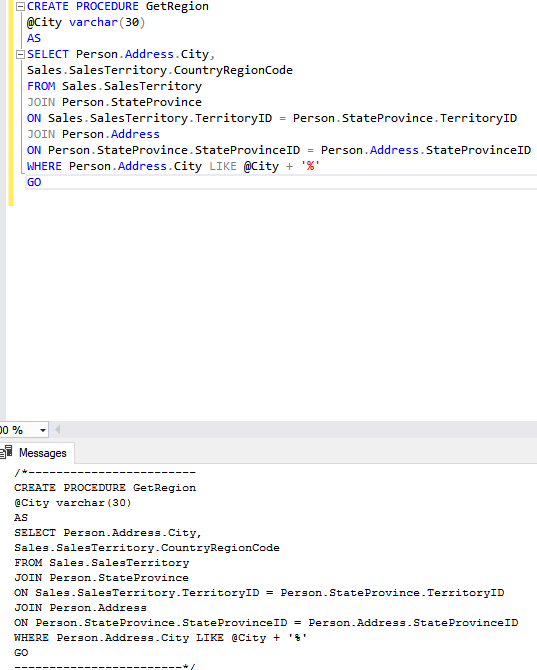 CREATE PROCEDURE GetRegion
@City varchar(30)
AS
SELECT Person.Address.City,
Sales.SalesTerritory.CountryRegionCode
FROM Sales.SalesTerritory
JOIN Person.StateProvince
ON Sales.SalesTerritory.TerritoryID = Person.StateProvince.TerritoryID
JOIN Person.Address
ON Person.StateProvince.StateProvinceID = Person.Address.StateProvinceID
WHERE Person.Address.City LIKE @City + '%'
GO
00 %
Messages
/*------------------------
CREATE PROCEDURE GetRegion
@City varchar(30)
AS
SELECT Person.Address.City,
Sales.SalesTerritory.CountryRegionCode
FROM Sales.SalesTerritory
JOIN Person.StateProvince
ON Sales.SalesTerritory.TerritoryID = Person.StateProvince.TerritoryID
JOIN Person.Address
ON Person.StateProvince.StateProvinceID = Person.Address.StateProvinceID
WHERE Person.Address.City LIKE @City + '%'
GO
------------------------*/